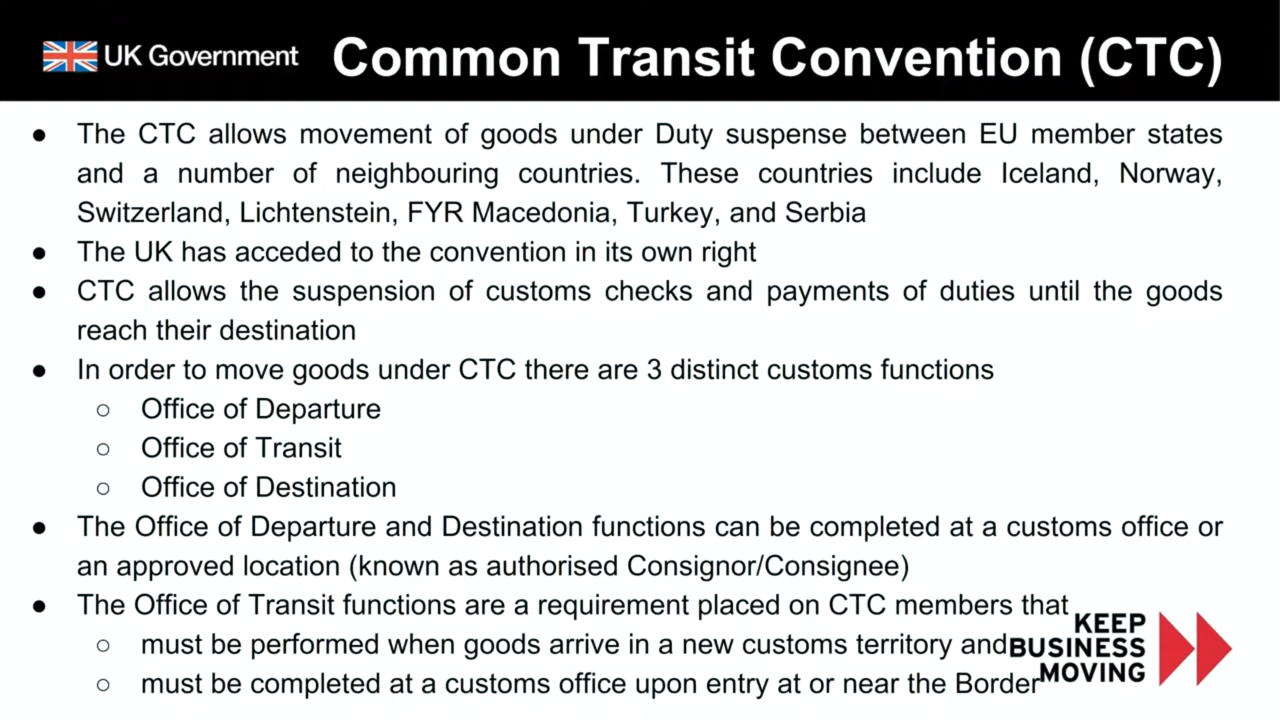 UK Government
Common Transit Convention (CTC)
● The CTC allows movement of goods under Duty suspense between EU member states
and a number of neighbouring countries. These countries include Iceland, Norway,
Switzerland, Lichtenstein, FYR Macedonia, Turkey, and Serbia
● The UK has acceded to the convention in its own right
● CTC allows the suspension of customs checks and payments of duties until the goods
reach their destination
● In order to move goods under CTC there are 3 distinct customs functions
○ Office of Departure
○ Office of Transit
○ Office of Destination
● The Office of Departure and Destination functions can be completed at a customs office or
an approved location (known as authorised Consignor/Consignee)
● The Office of Transit functions are a requirement placed on CTC members that
○ must be performed when goods arrive in a new customs territory and
○ must be completed at a customs office upon entry at or near the Border
KEEP
BUSINESS
MOVING